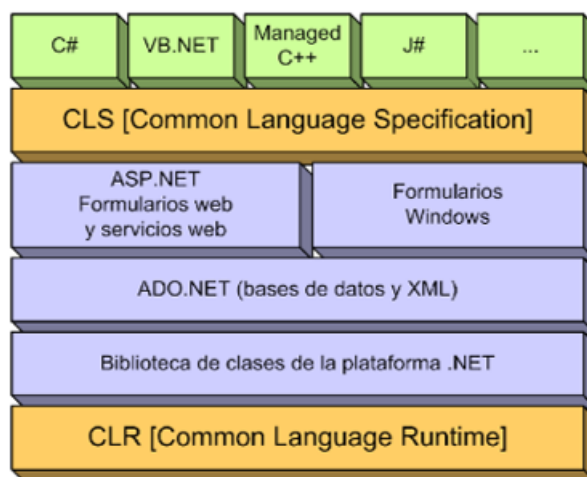 C#
VB.NET
Managed
C++
J#
...
CLS [Common Language Specification]
ASP.NET
Formularios web
y servicios web
Formularios
Windows
ADO.NET (bases de datos y XML)
Biblioteca de clases de la plataforma .NET
CLR [Common Language Runtime]